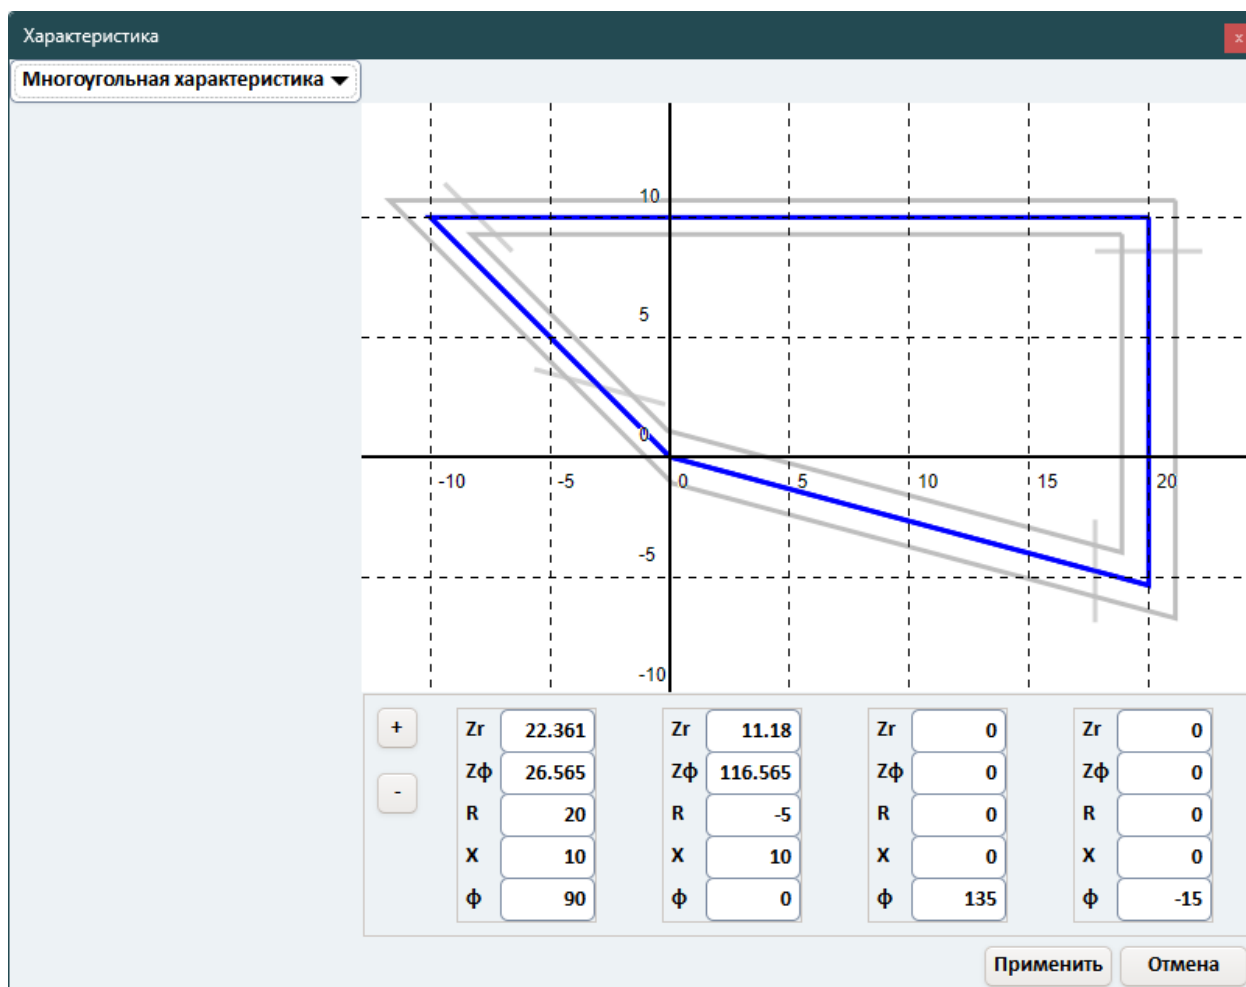 Характеристика
x
Многоугольная характеристика
10
5
0
-10 -5 0 5 10 15 20
-5
-10
+ Zr 22.361 Zr 11.18 Zr 0 Zr 0
- Zф 26.565 Zф 116.565 Zф 0 Zф 0
R 20 R -5 R 0 R 0
X 10 X 10 X 0 X 0
ф 90 ф 0 ф 135 ф -15
Применить Отмена